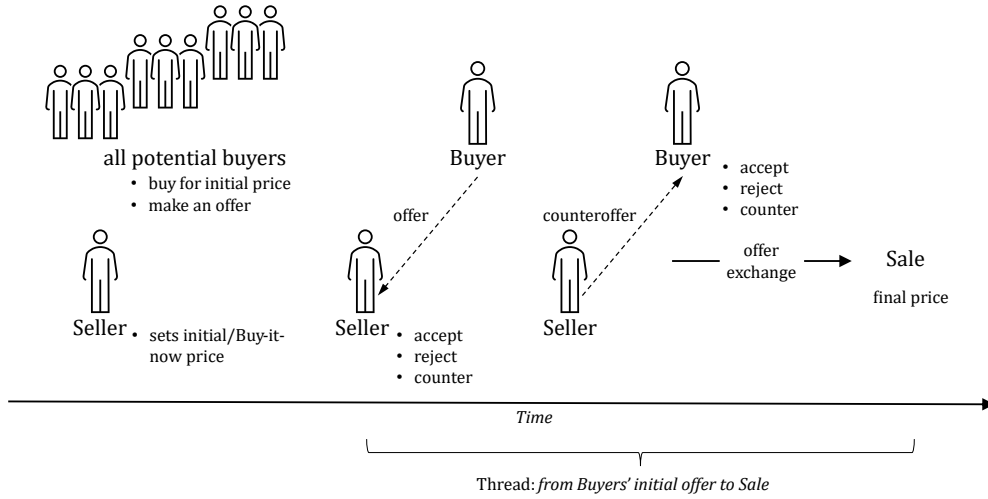 all potential buyers
• buy for initial price
• make an offer
Seller
• sets initial/Buy-it-
now price
Buyer
offer
Seller
• accept
• reject
• counter
Buyer
• accept
• reject
• counter
counteroffer
Seller
offer
exchange
Sale
final price
Time
Thread: from Buyers' initial offer to Sale